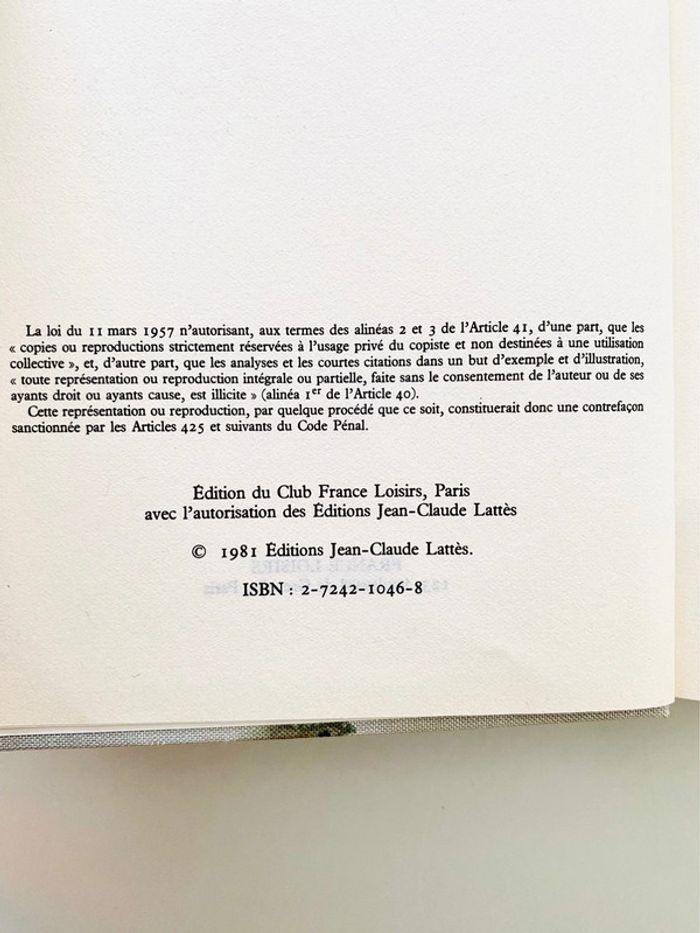 La loi du 11 mars 1957 n'autorisant, aux termes des alinéas 2 et 3 de l'Article 41, d'une part, que les
« copies ou reproductions strictement réservées à l'usage privé du copiste et non destinées à une utilisation
collective », et, d'autre part, que les analyses et les courtes citations dans un but d'exemple et d'illustration,
« toute représentation ou reproduction intégrale ou partielle, faite sans le consentement de l'auteur ou de ses
ayants droit ou ayants cause, est illicite » (alinéa 1er de l'Article 40).
Cette représentation ou reproduction, par quelque procédé que ce soit, constituerait donc une contrefaçon
sanctionnée par les Articles 425 et suivants du Code Pénal.
Édition du Club France Loisirs, Paris
avec l'autorisation des Éditions Jean-Claude Lattès
© 1981 Éditions Jean-Claude Lattès.
ISBN : 2-7242-1046-8